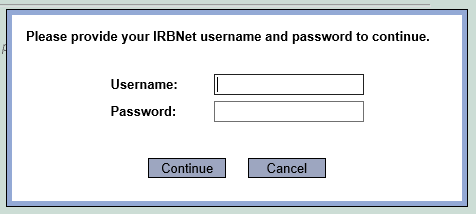 Please provide your IRBNet username and password to continue.
Username:
Password:
Continue Cancel